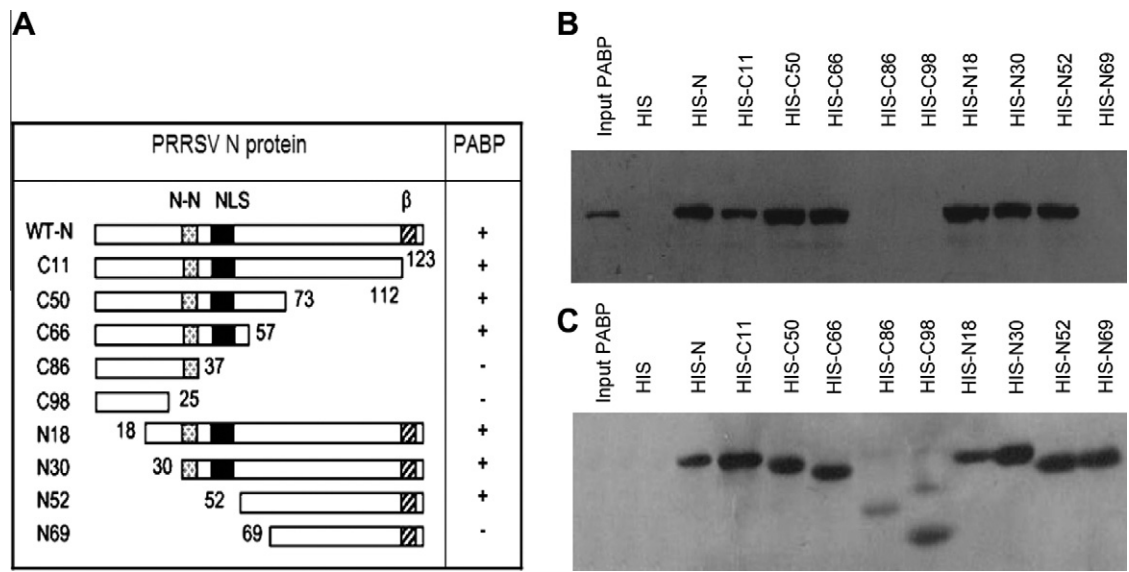 A
PRRSV N protein PABP
N-N NLS β
WT-N +
C11 123 +
C50 73 112 +
C66 57 +
C86 37 -
C98 25 -
N18 18 +
N30 30 +
N52 52 +
N69 69 -
B
Input PABP
HIS
HIS-N
HIS-C11
HIS-C50
HIS-C66
HIS-C86
HIS-C98
HIS-N18
HIS-N30
HIS-N52
HIS-N69
C
Input PABP
HIS
HIS-N
HIS-C11
HIS-C50
HIS-C66
HIS-C86
HIS-C98
HIS-N18
HIS-N30
HIS-N52
HIS-N69